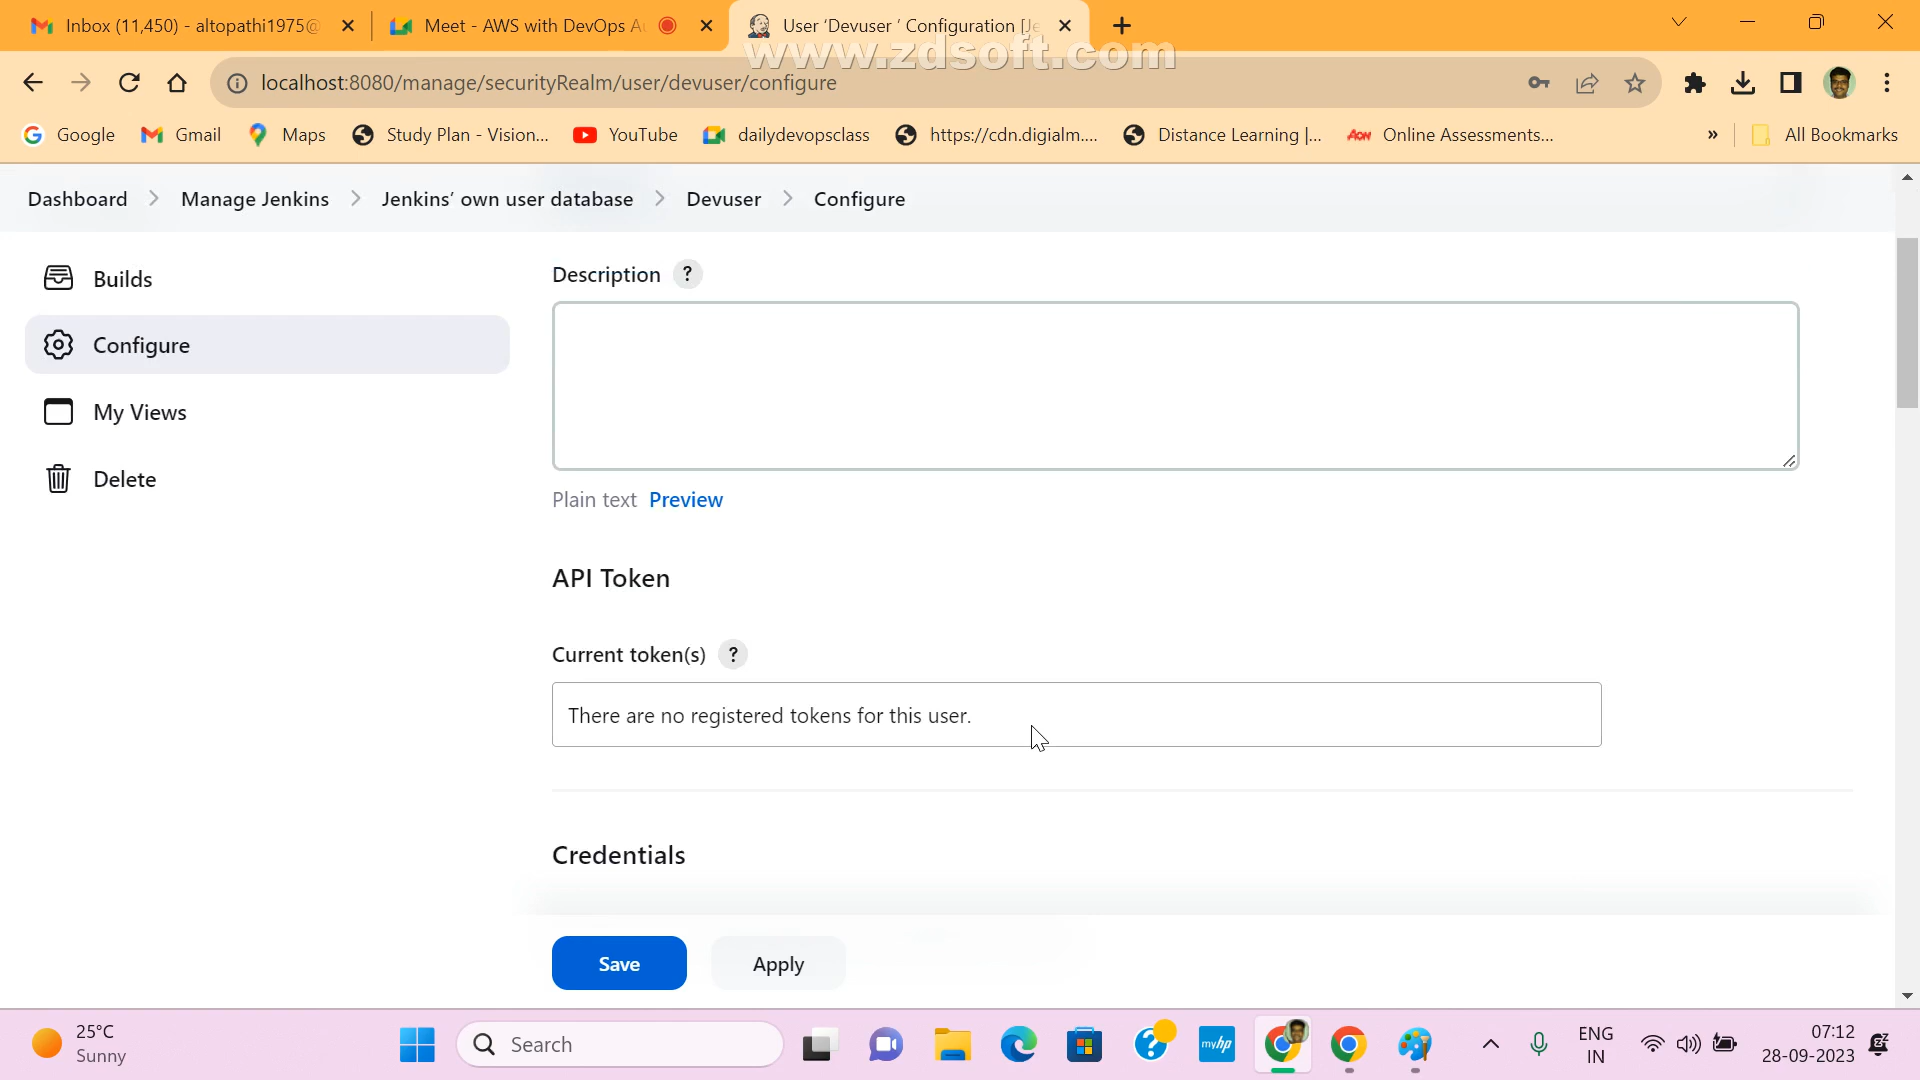 Inbox (11,450) - altopathi1975@
Meet - AWS with DevOps A
User ‘Devuser ’ Configuration [Je
www.zdsoft.com
localhost:8080/manage/securityRealm/user/devuser/configure
Google
Gmail
Maps
Study Plan - Vision...
YouTube
dailydevopsclass
https://cdn.digialm....
Distance Learning |...
AON
Online Assessments...
»
All Bookmarks
Dashboard > Manage Jenkins > Jenkins’ own user database > Devuser > Configure
Builds
Configure
My Views
Delete
Description ?
Plain text Preview
API Token
Current token(s) ?
There are no registered tokens for this user.
Credentials
Save
Apply
25°C
Sunny
Search
?
myhp
ENG
IN
07:12
28-09-2023